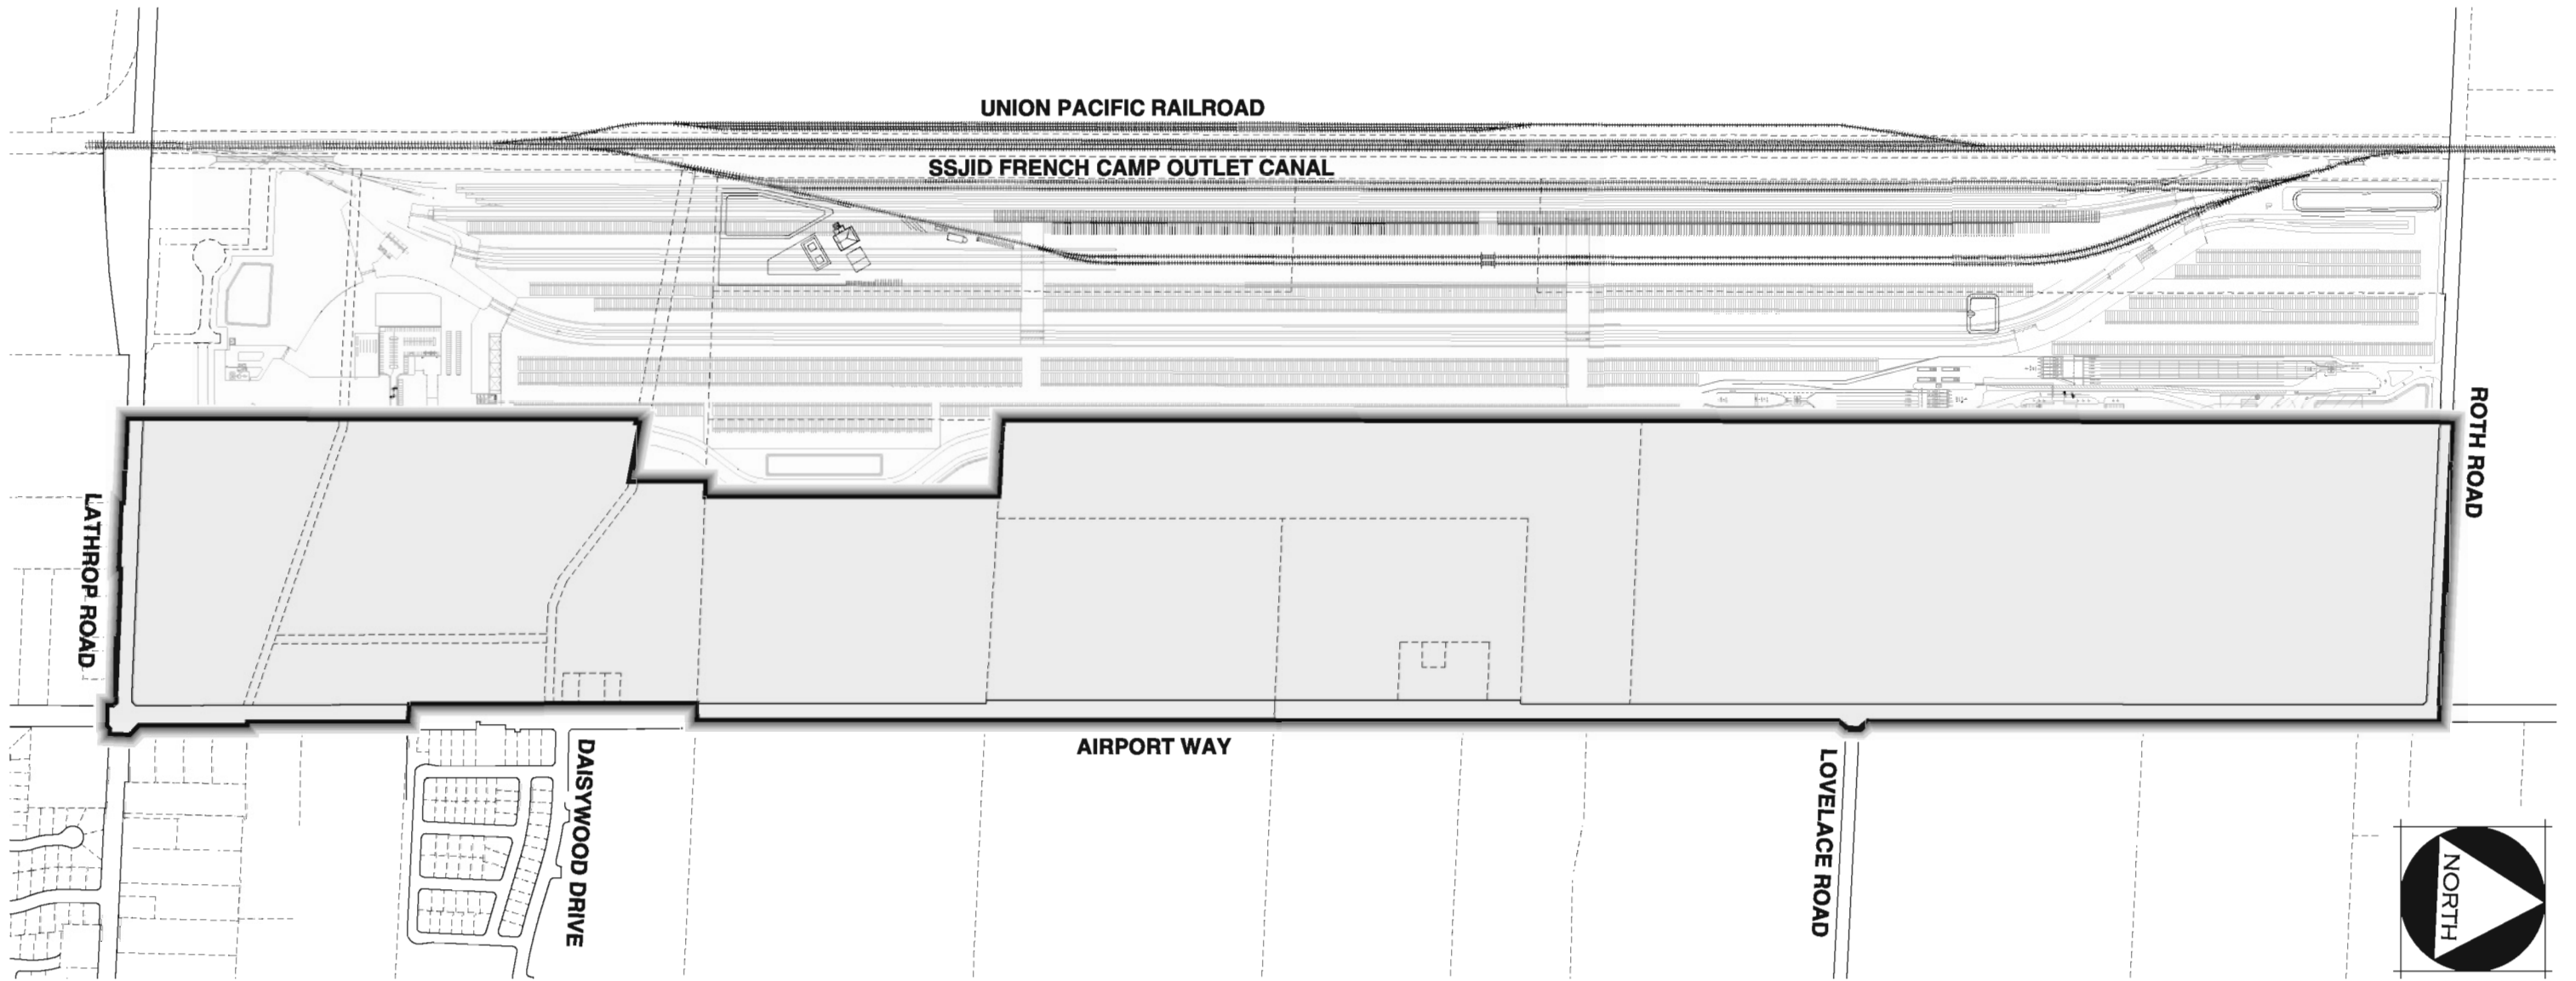 UNION PACIFIC RAILROAD
SSJID FRENCH CAMP OUTLET CANAL
ROTH ROAD
LATHROP ROAD
AIRPORT WAY
DAISYWOOD DRIVE
LOVELACE ROAD
NORTH